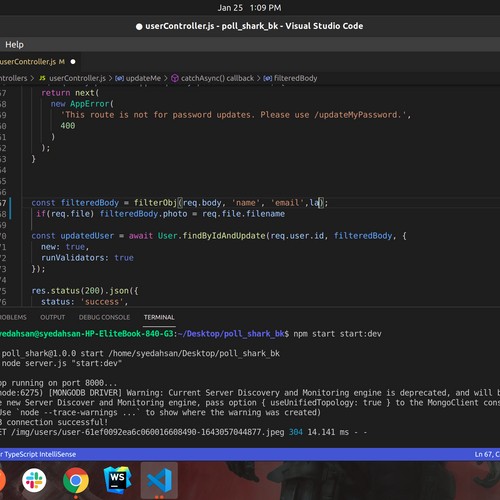 Jan 25 1:09 PM
userController.js - poll_shark_bk - Visual Studio Code
Help
userController.js M
JS userController.js > updateMe > catchAsync() callback > filteredBody
return next(
58 new AppError(
59 'This route is not for password updates. Please use /updateMyPassword.',
60 400
61 )
62 );
63 }
64
65
66
67 const filteredBody = filterObj(req.body, 'name', 'email',la);
68 if(req.file) filteredBody.photo = req.file.filename
70 const updatedUser = await User.findByIdAndUpdate(req.user.id, filteredBody, {
71 new: true,
72 runValidators: true
73 });
74
75 res.status(200).json({
76 status: 'success',
OUTPUT DEBUG CONSOLE TERMINAL
yedahsan@syedahsan-HP-EliteBook-840-G3:~/Desktop/poll_shark_bk$ npm start start:dev
poll_shark@1.0.0 start /home/syedahsan/Desktop/poll_shark_bk
node server.js "start:dev"
running on port 8000...
node:6275) [MONGODB DRIVER] Warning: Current Server Discovery and Monitoring engine is deprecated, and will b
new Server Discover and Monitoring engine, pass option { useUnifiedTopology: true } to the MongoClient cons
Use `node --trace-warnings ...` to show where the warning was created)
connection successful!
ET /img/users/user-61ef0092ea6c060016608490-1643057044877.jpeg 304 14.141 ms - -
TypeScript IntelliSense Ln 67, C
WS